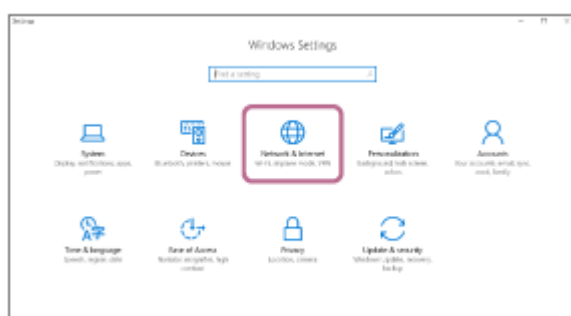 Settings
Windows Settings
Find a setting
System
Display, notifications, apps,
power
Devices
Bluetooth, printers, mouse
Network & Internet
Wi-Fi, airplane mode, VPN
Personalization
Background, lock screen,
colors
Accounts
Your accounts, email, sync,
work, family
Time & language
Speech, region, date
Ease of Access
Narrator, magnifier, high
contrast
Privacy
Location, camera
Update & security
Windows Update, recovery,
backup